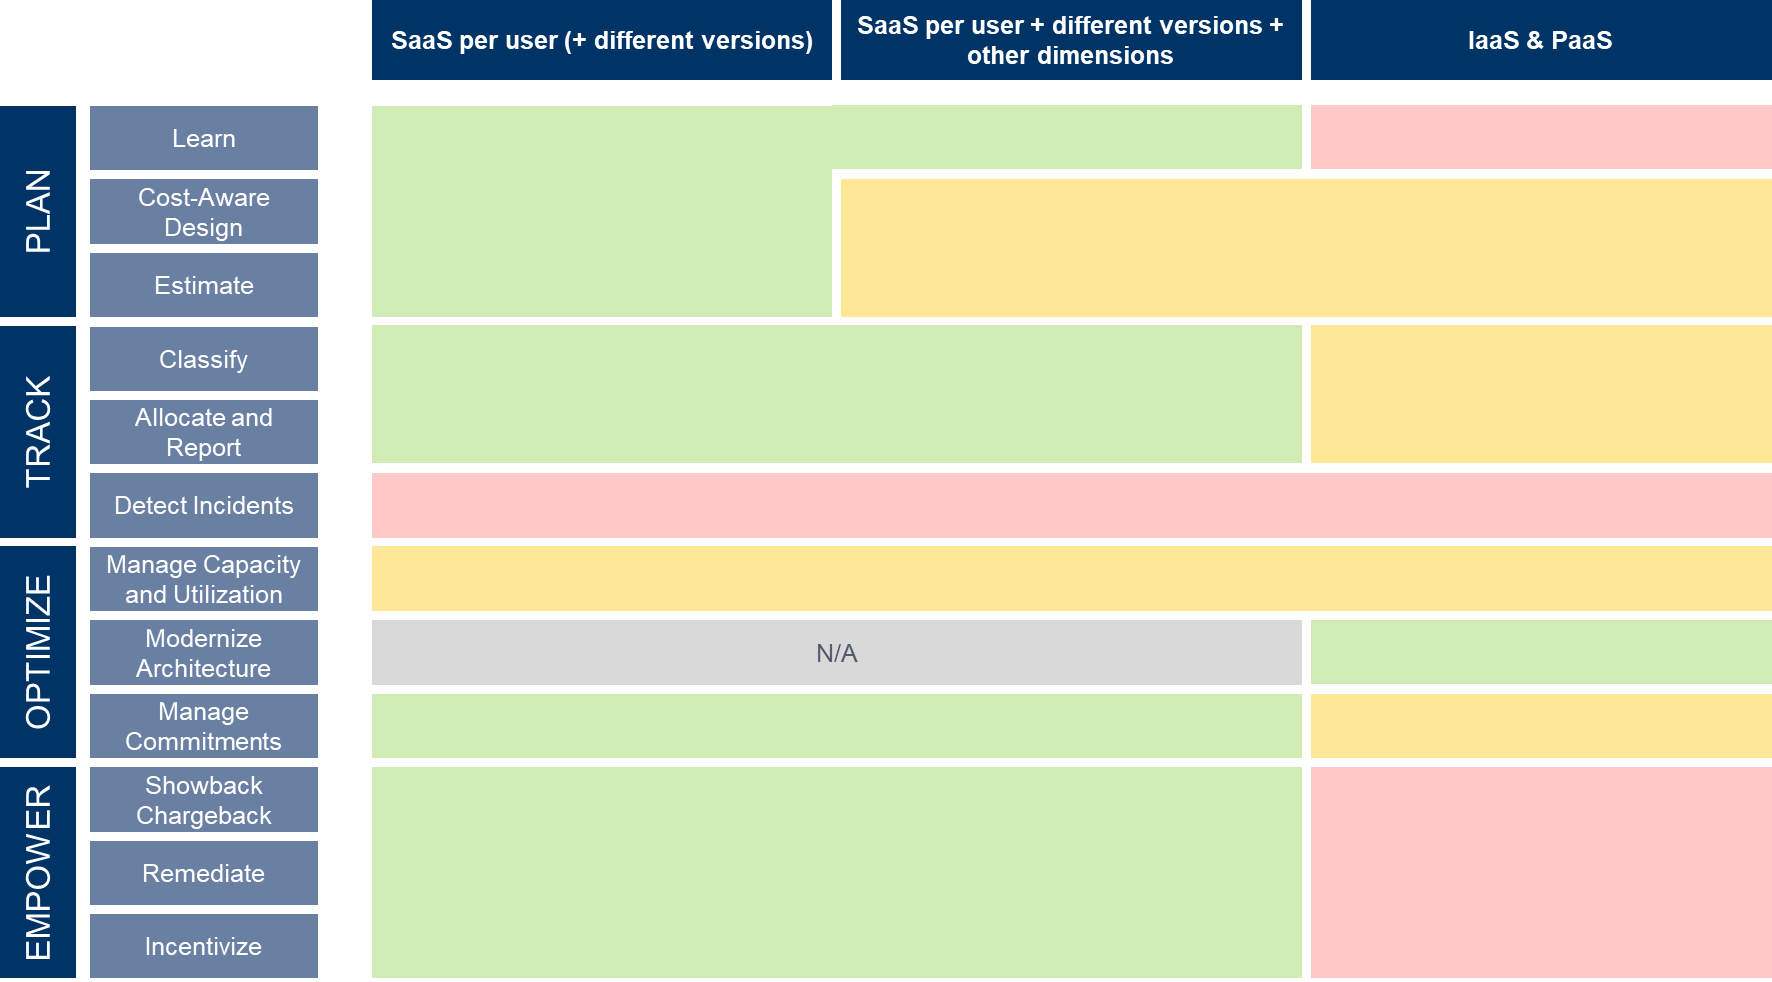 SaaS per user (+ different versions)
SaaS per user + different versions +
other dimensions
IaaS & PaaS
PLAN
Learn
Cost-Aware
Design
Estimate
TRACK
Classify
Allocate and
Report
Detect Incidents
OPTIMIZE
Manage Capacity
and Utilization
Modernize
Architecture
N/A
Manage
Commitments
EMPOWER
Showback
Chargeback
Remediate
Incentivize